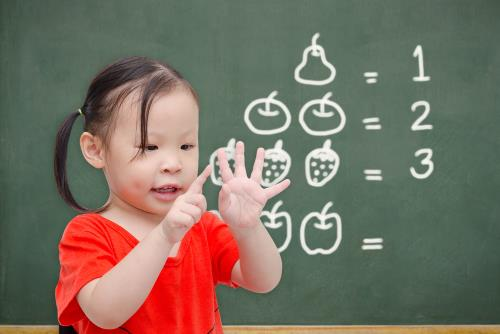 = 1
= 2
= 3
=